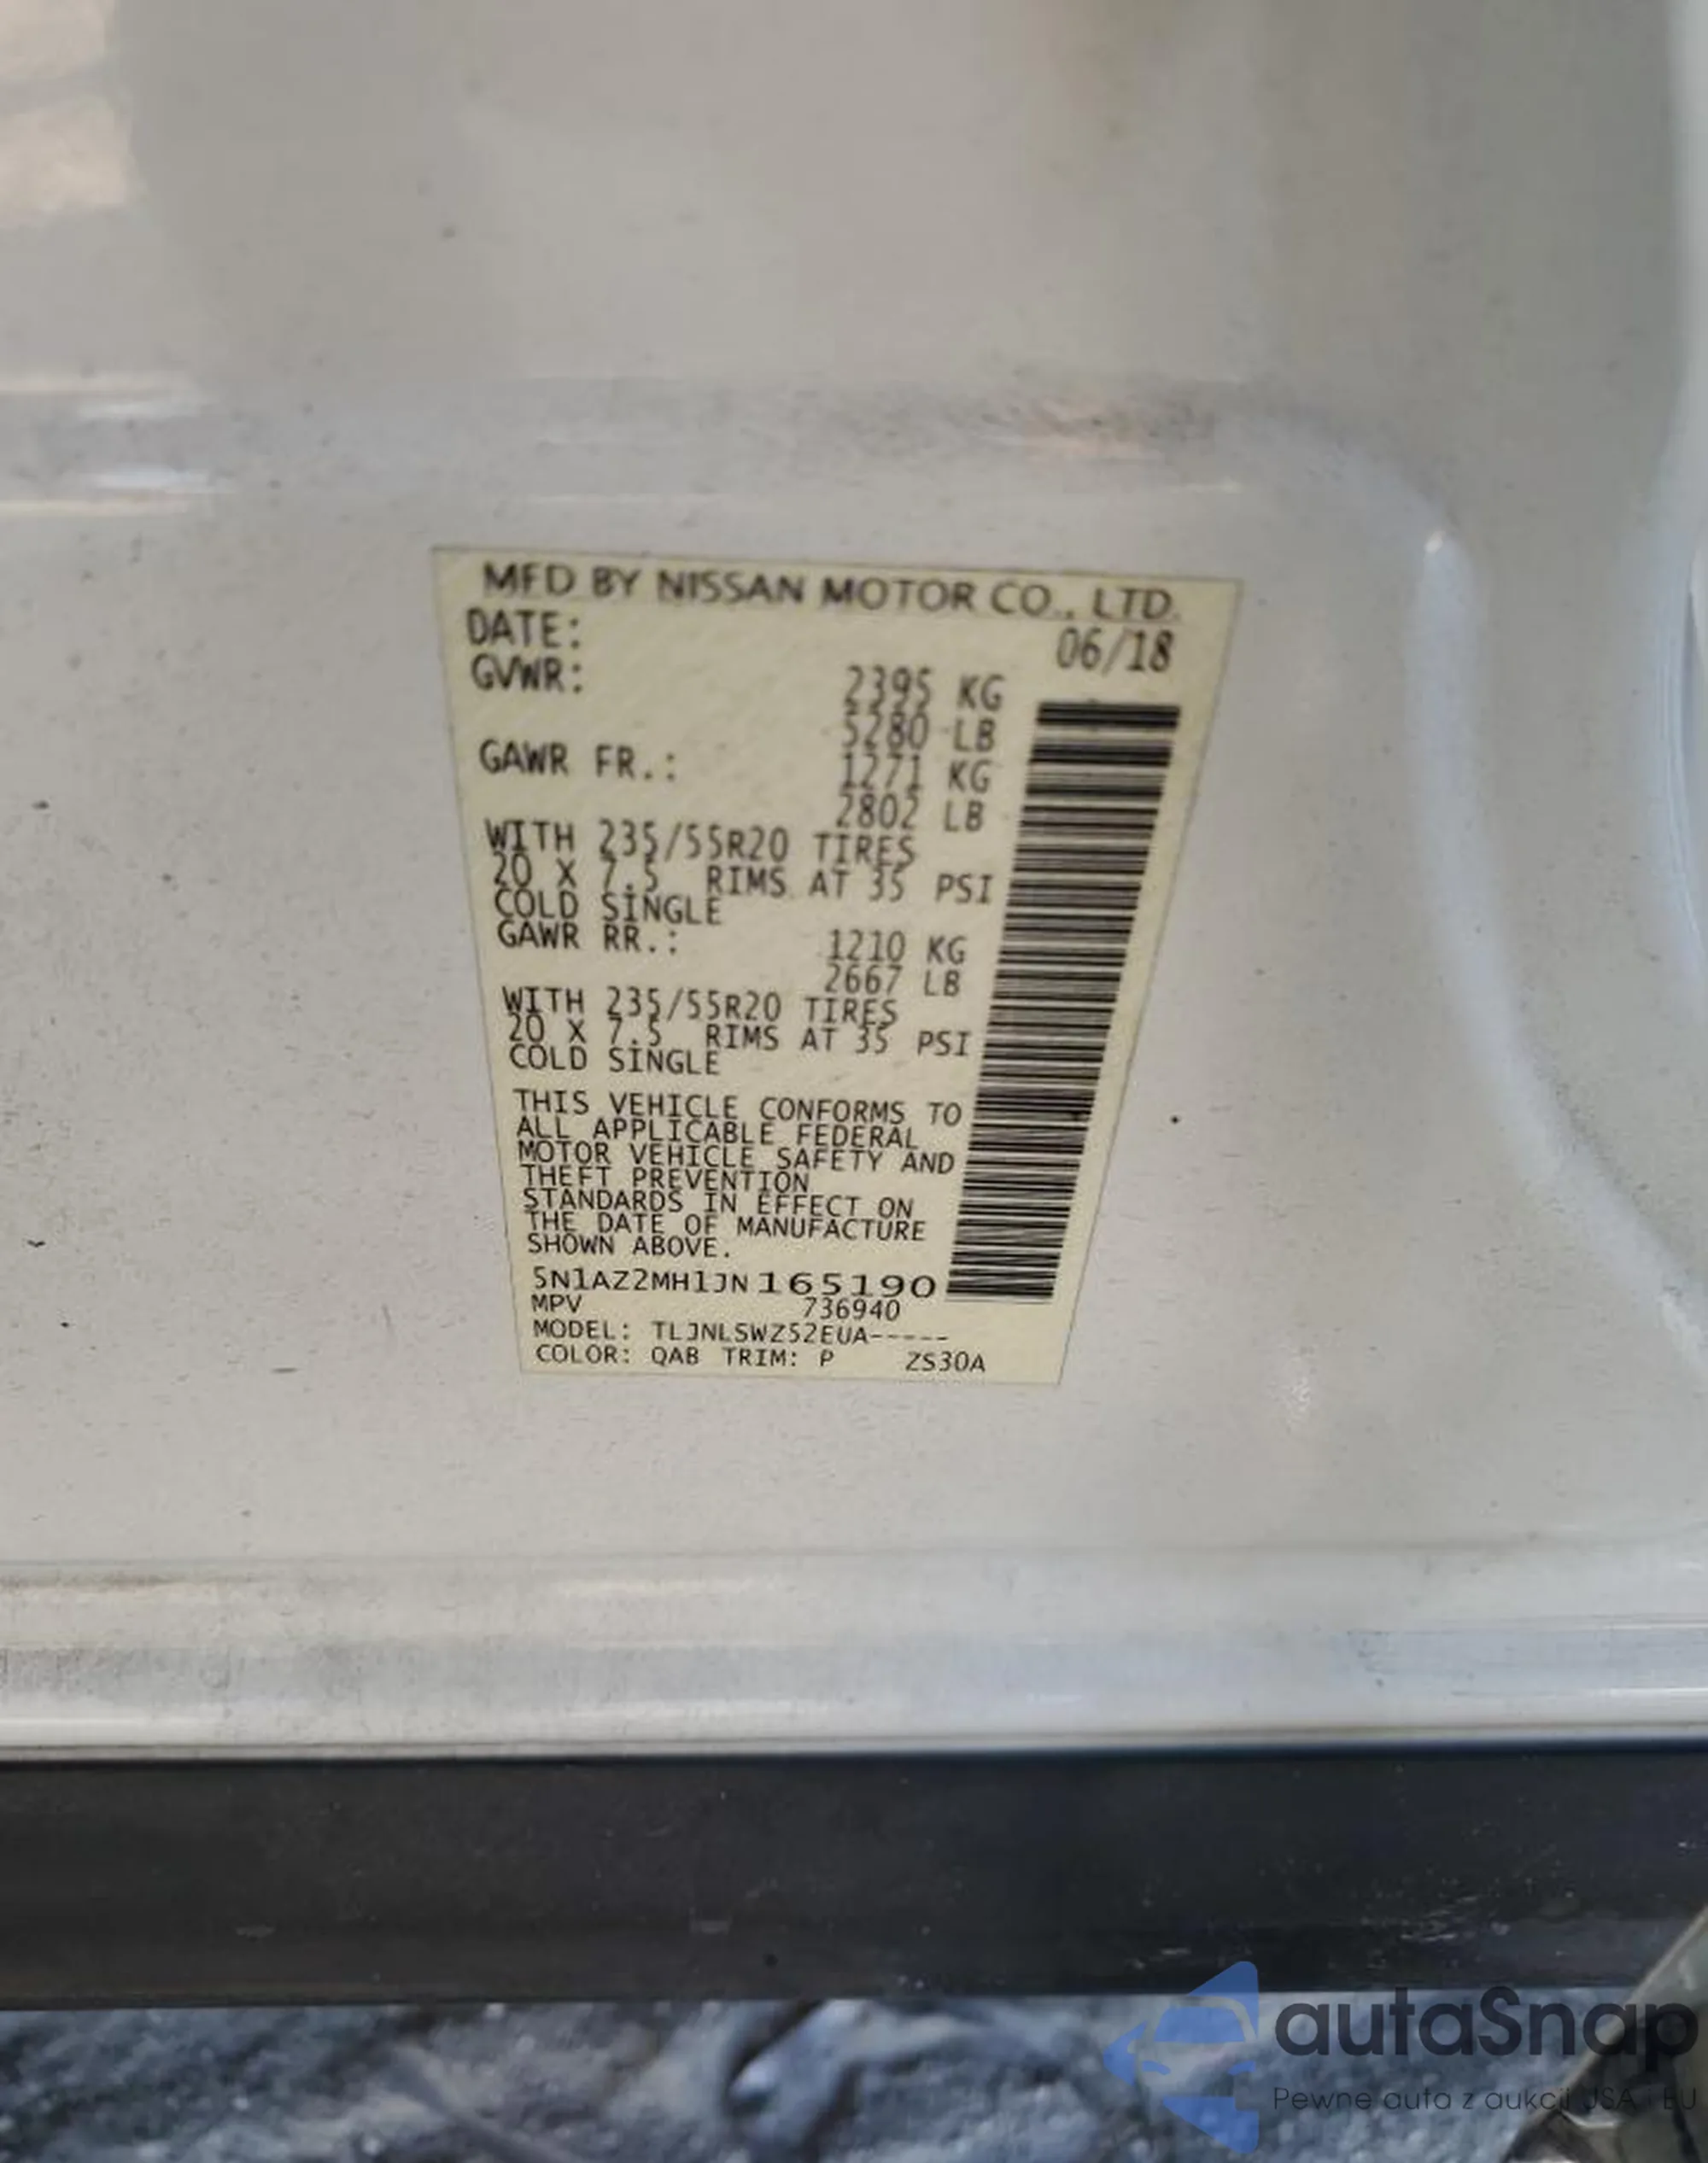 MFD BY NISSAN MOTOR CO., LTD.
DATE: 06/18
GVWR: 2395 KG
5280 LB
GAWR FR.: 1271 KG
2802 LB
WITH 235/55R20 TIRES
20 X 7.5 RIMS AT 35 PSI
COLD SINGLE
GAWR RR.: 1210 KG
2667 LB
WITH 235/55R20 TIRES
20 X 7.5 RIMS AT 35 PSI
COLD SINGLE
THIS VEHICLE CONFORMS TO
ALL APPLICABLE FEDERAL
MOTOR VEHICLE SAFETY AND
THEFT PREVENTION
STANDARDS IN EFFECT ON
THE DATE OF MANUFACTURE
SHOWN ABOVE.
5N1AZ2MH1JN165190
MPV 736940
MODEL: TLJNLSWZ52EUA-----
COLOR: QAB TRIM: P ZS30A
autaSnap
Pewne auta z aukcji USA i EU